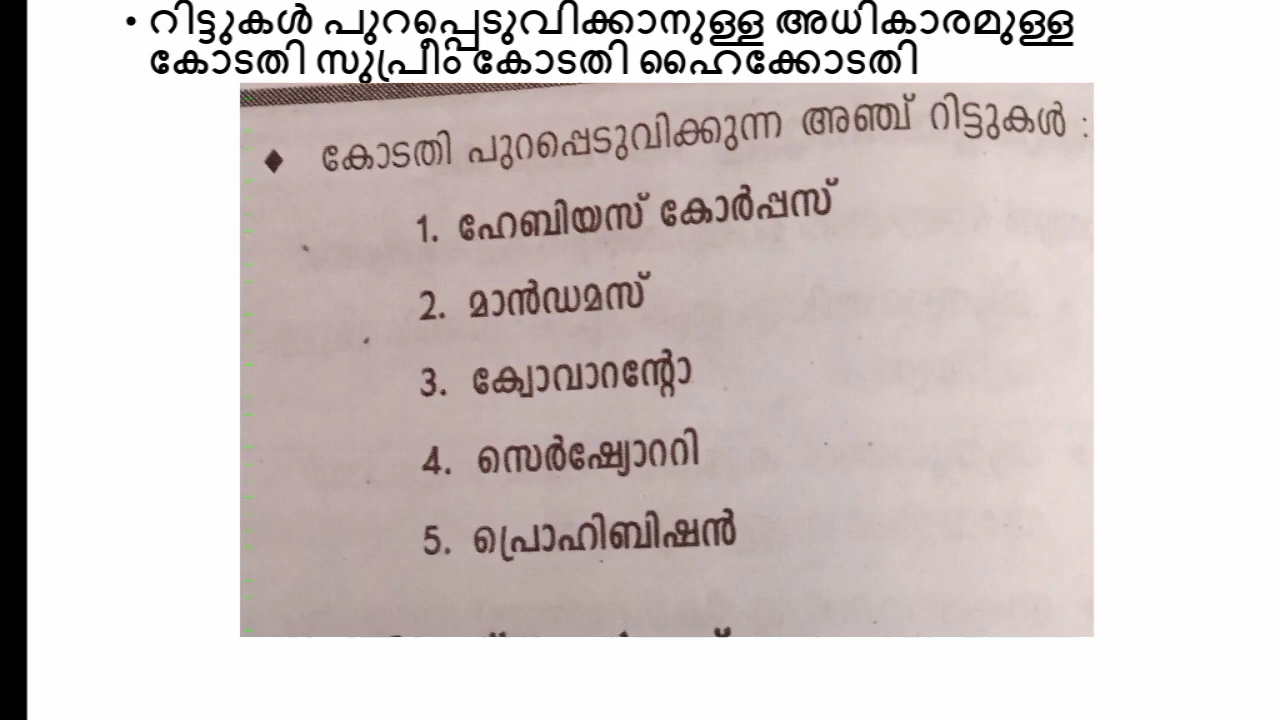 • റിട്ടുകൾ പുറപ്പെടുവിക്കാനുള്ള അധികാരമുള്ള
കോടതി സുപ്രീം കോടതി ഹൈക്കോടതി
♦ കോടതി പുറപ്പെടുവിക്കുന്ന അഞ്ച് റിട്ടുകൾ :
1. ഹേബിയസ് കോർപ്പസ്
2. മാൻഡമസ്
3. ക്വോവാറന്റോ
4. സെർഷ്യോററി
5. പ്രൊഹിബിഷൻ